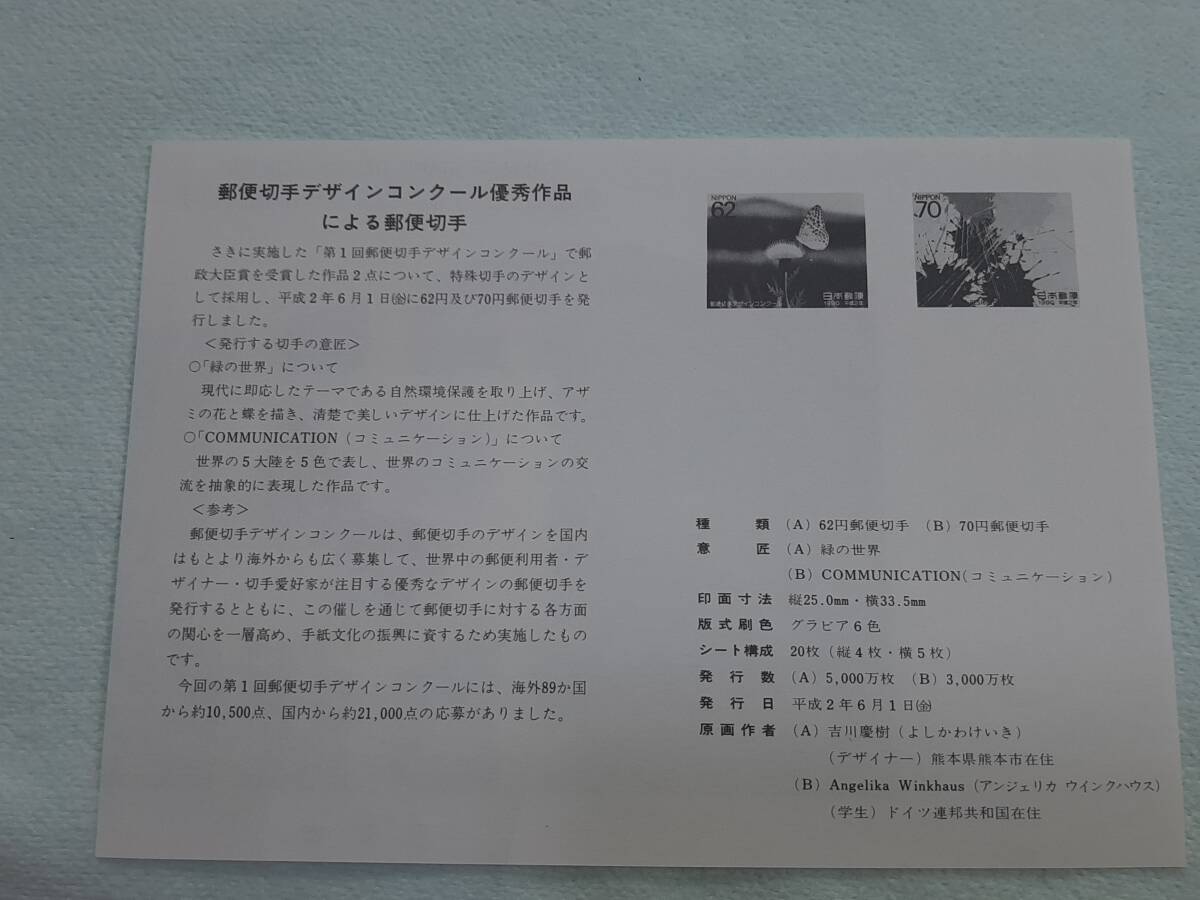 郵便切手デザインコンクール優秀作品
による郵便切手
さきに実施した「第1回郵便切手デザインコンクール」で郵
政大臣賞を受賞した作品2点について、特殊切手のデザインと
して採用し、平成2年6月1日㈮に62円及び70円郵便切手を発
行しました。
＜発行する切手の意匠＞
○「緑の世界」について
現代に即応したテーマである自然環境保護を取り上げ、アザ
ミの花と蝶を描き、清楚で美しいデザインに仕上げた作品です。
○「COMMUNICATION（コミュニケーション）」について
世界の5大陸を5色で表し、世界のコミュニケーションの交
流を抽象的に表現した作品です。
＜参考＞
郵便切手デザインコンクールは、郵便切手のデザインを国内
はもとより海外からも広く募集して、世界中の郵便利用者・デ
ザイナー・切手愛好家が注目する優秀なデザインの郵便切手を
発行するとともに、この催しを通じて郵便切手に対する各方面
の関心を一層高め、手紙文化の振興に資するため実施したもの
です。
今回の第1回郵便切手デザインコンクールには、海外89か国
から約10,500点、国内から約21,000点の応募がありました。
NIPPON
62
日本郵便
郵便切手デザインコンクール 1990 平成2年
NIPPON
70
日本郵便
1990 平成2年
種類 （A）62円郵便切手 （B）70円郵便切手
意匠 （A）緑の世界
（B）COMMUNICATION（コミュニケーション）
印面寸法 縦25.0mm・横33.5mm
版式刷色 グラビア6色
シート構成 20枚（縦4枚・横5枚）
発行数 （A）5,000万枚 （B）3,000万枚
発行日 平成2年6月1日㈮
原画作者 （A）吉川慶樹（よしかわけいき）
（デザイナー）熊本県熊本市在住
（B）Angelika Winkhaus（アンジェリカ ウインクハウス）
（学生）ドイツ連邦共和国在住